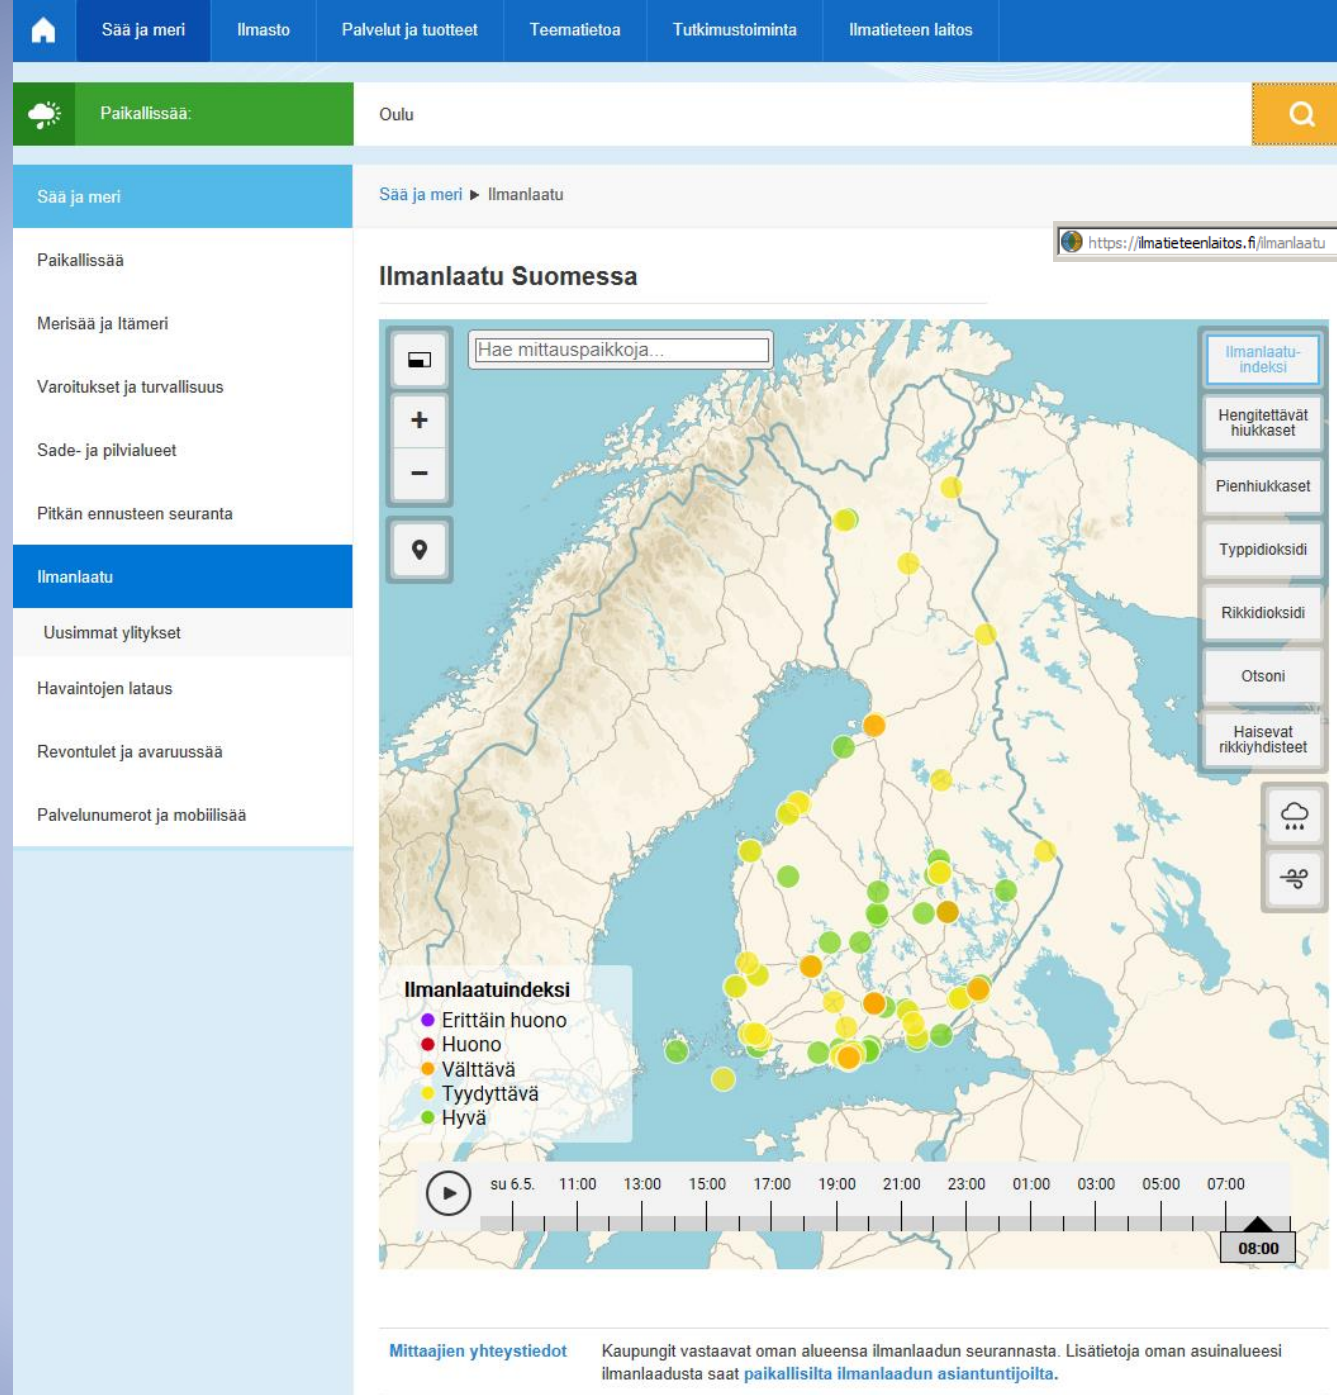 Sää ja meri
Ilmasto
Palvelut ja tuotteet
Teematietoa
Tutkimustoiminta
Ilmatieteen laitos
Paikallissää:
Oulu
Sää ja meri
Paikallissää
Merisää ja Itämeri
Varoitukset ja turvallisuus
Sade- ja pilvialueet
Pitkän ennusteen seuranta
Ilmanlaatu
Uusimmat ylitykset
Havaintojen lataus
Revontulet ja avaruussää
Palvelunumerot ja mobiilisää
Sää ja meri ▶ Ilmanlaatu
https://ilmatieteenlaitos.fi/ilmanlaatu
Ilmanlaatu Suomessa
Hae mittauspaikkoja...
+
−
Ilmanlaatu-
indeksi
Hengitettävät
hiukkaset
Pienhiukkaset
Typpidioksidi
Rikkidioksidi
Otsoni
Haisevat
rikkiyhdisteet
Ilmanlaatuindeksi
Erittäin huono
Huono
Välttävä
Tyydyttävä
Hyvä
su 6.5. 11:00 13:00 15:00 17:00 19:00 21:00 23:00 01:00 03:00 05:00 07:00
08:00
Mittaajien yhteystiedot
Kaupungit vastaavat oman alueensa ilmanlaadun seurannasta. Lisätietoja oman asuinalueesi
ilmanlaadusta saat paikallisilta ilmanlaadun asiantuntijoilta.